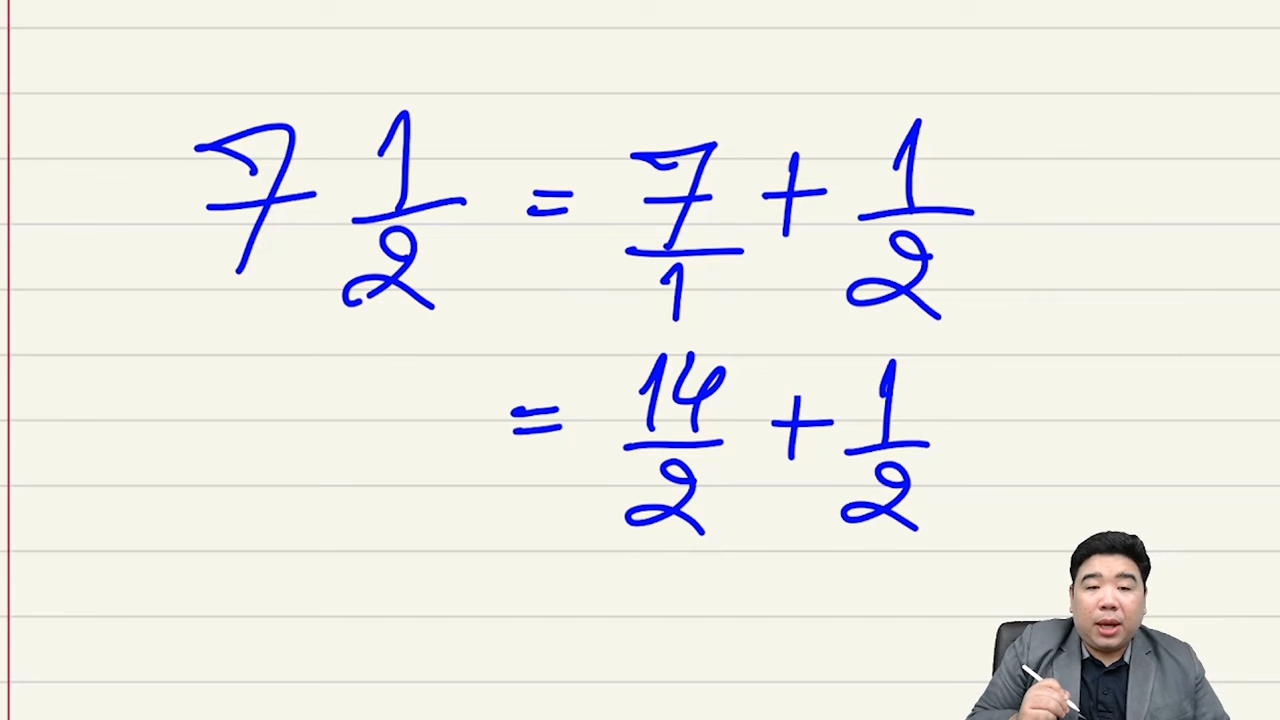 7 1/2 = 7/1 + 1/2
= 14/2 + 1/2